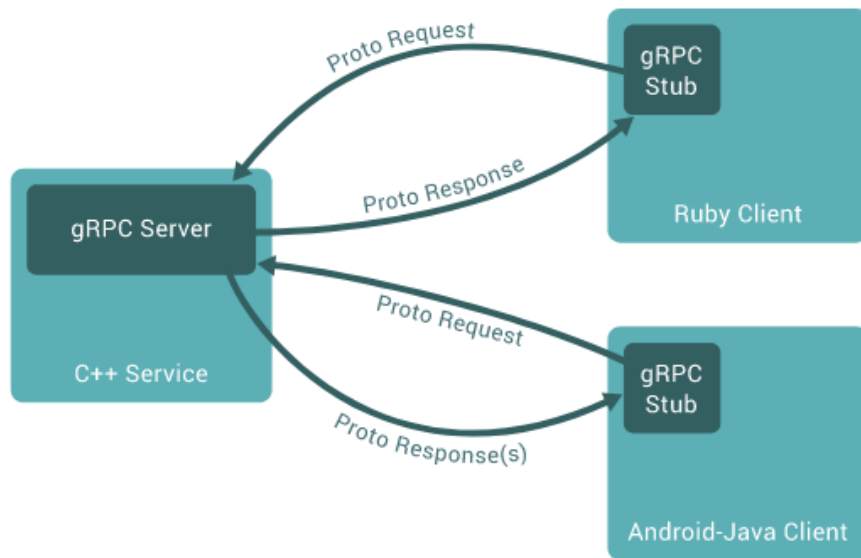 Proto Request
gRPC
Stub
Proto Response
Ruby Client
gRPC Server
C++ Service
Proto Request
gRPC
Stub
Proto Response(s)
Android-Java Client